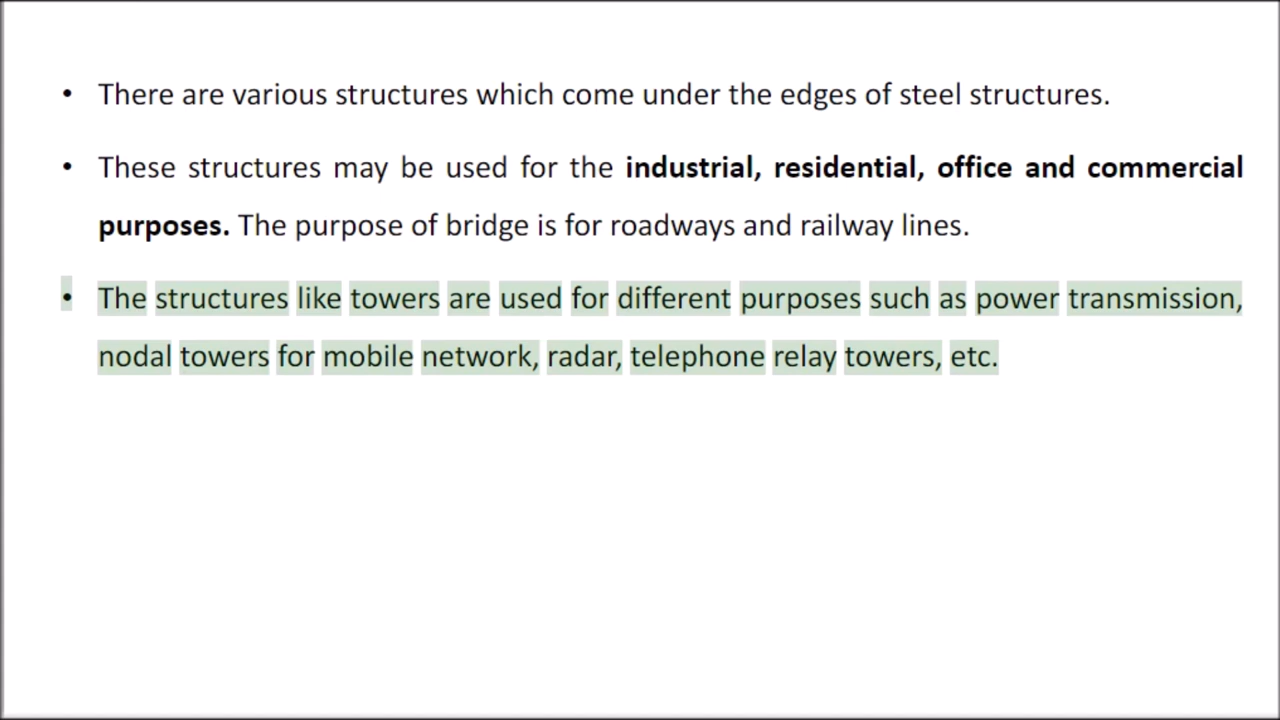 • There are various structures which come under the edges of steel structures.
• These structures may be used for the industrial, residential, office and commercial
purposes. The purpose of bridge is for roadways and railway lines.
• The structures like towers are used for different purposes such as power transmission,
nodal towers for mobile network, radar, telephone relay towers, etc.